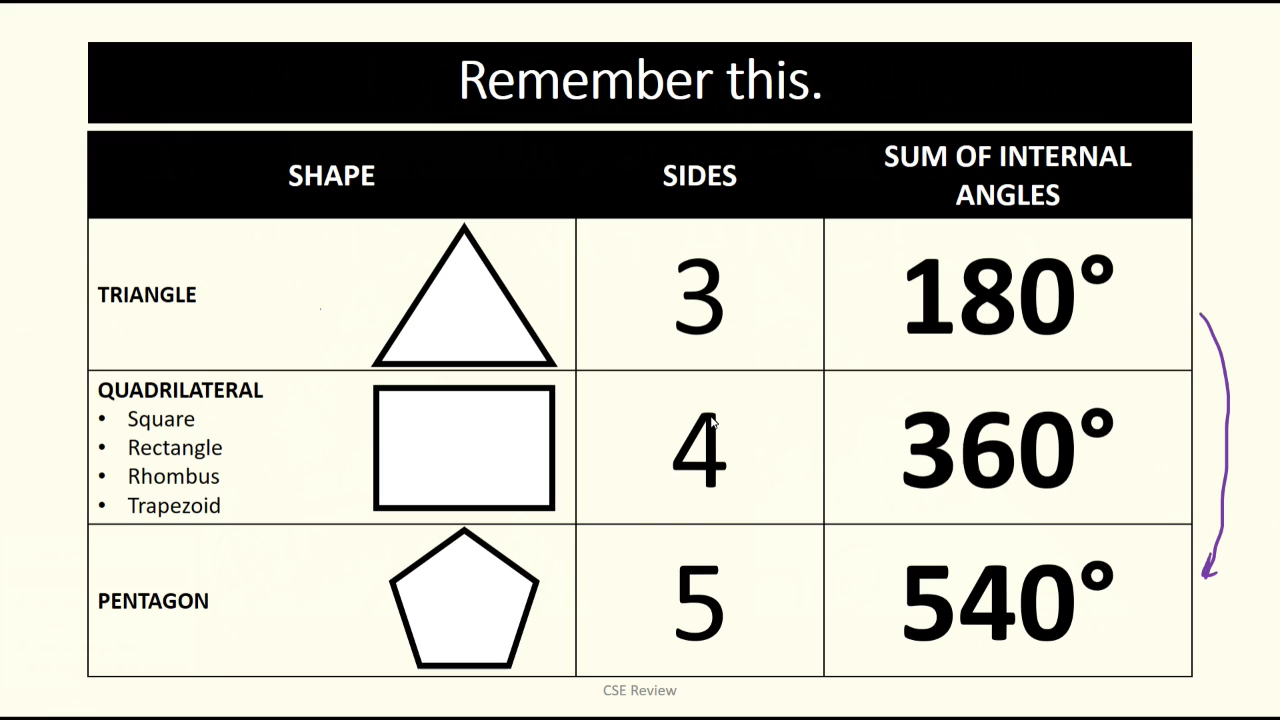 Remember this.
SHAPE SIDES SUM OF INTERNAL
ANGLES
TRIANGLE 3 180°
QUADRILATERAL
• Square
• Rectangle
• Rhombus
• Trapezoid
4 360°
PENTAGON 5 540°
CSE Review